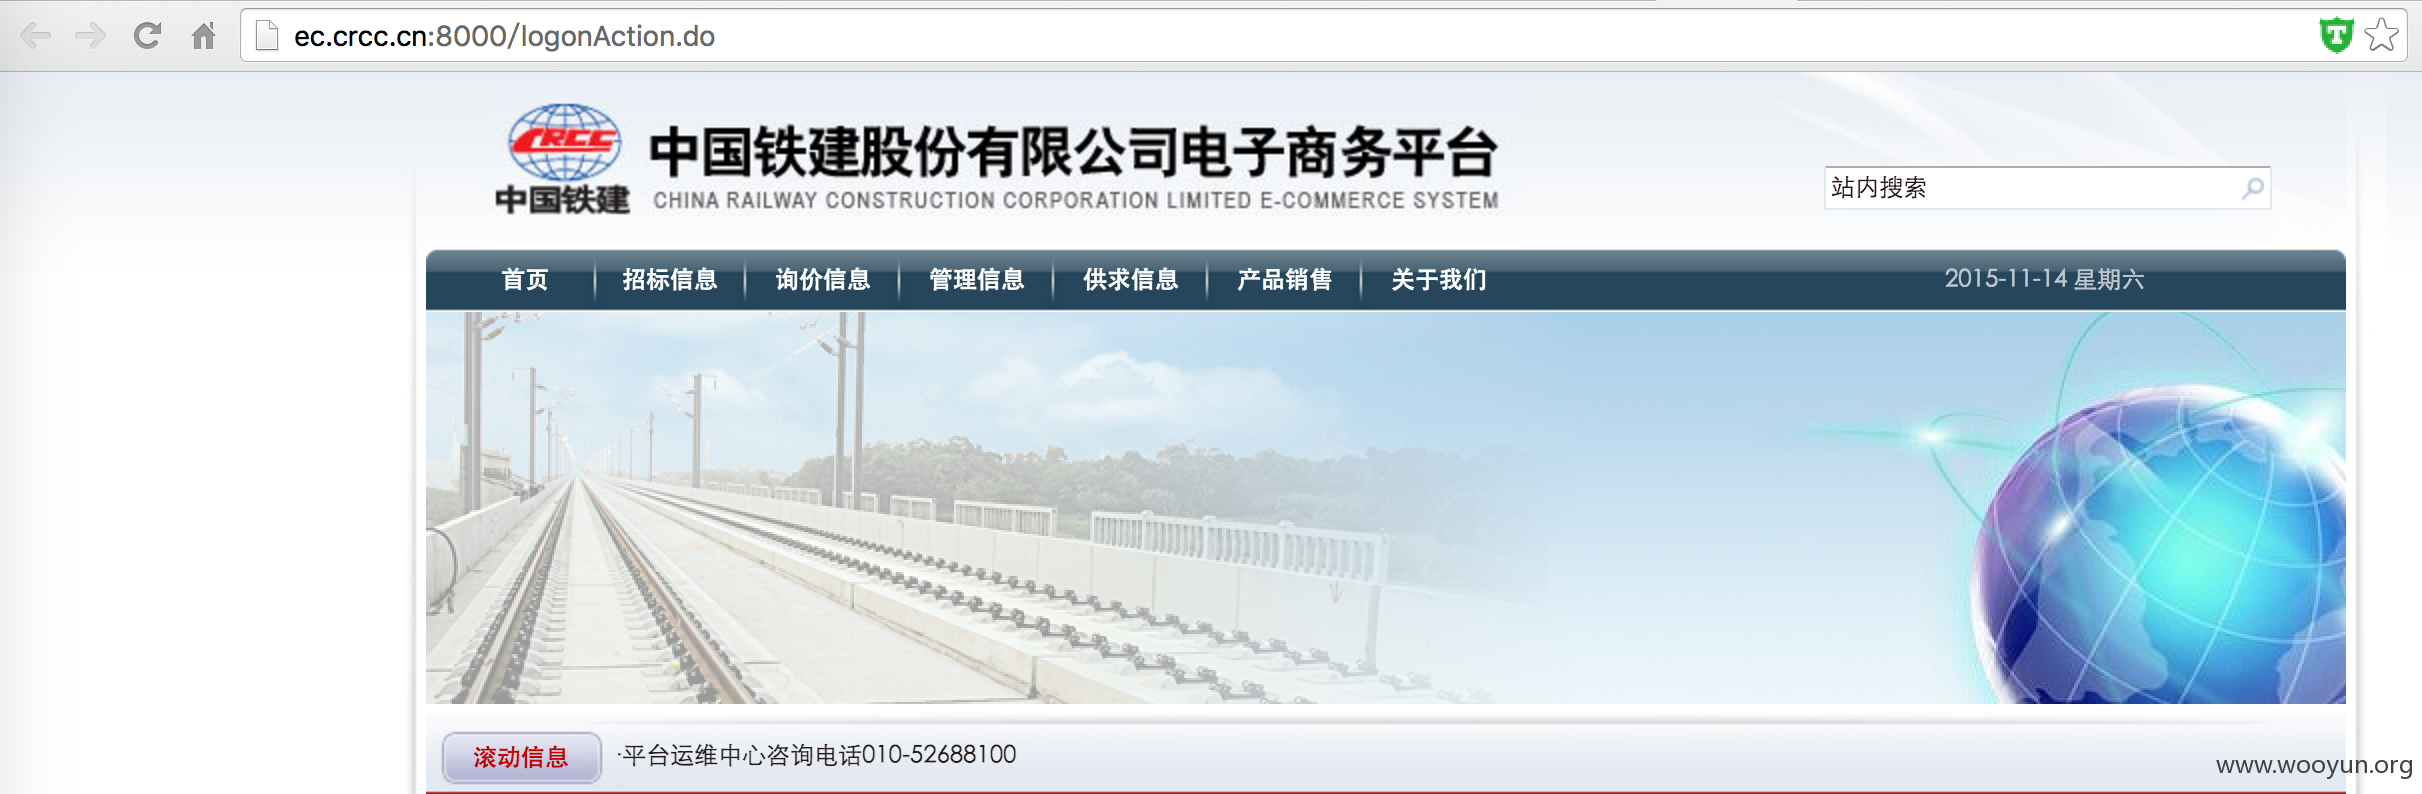 ec.crcc.cn:8000/logonAction.do
CRCC
中国铁建
中国铁建股份有限公司电子商务平台
CHINA RAILWAY CONSTRUCTION CORPORATION LIMITED E-COMMERCE SYSTEM
站内搜索
首页 招标信息 询价信息 管理信息 供求信息 产品销售 关于我们 2015-11-14 星期六
滚动信息 ·平台运维中心咨询电话010-52688100
www.wooyun.org